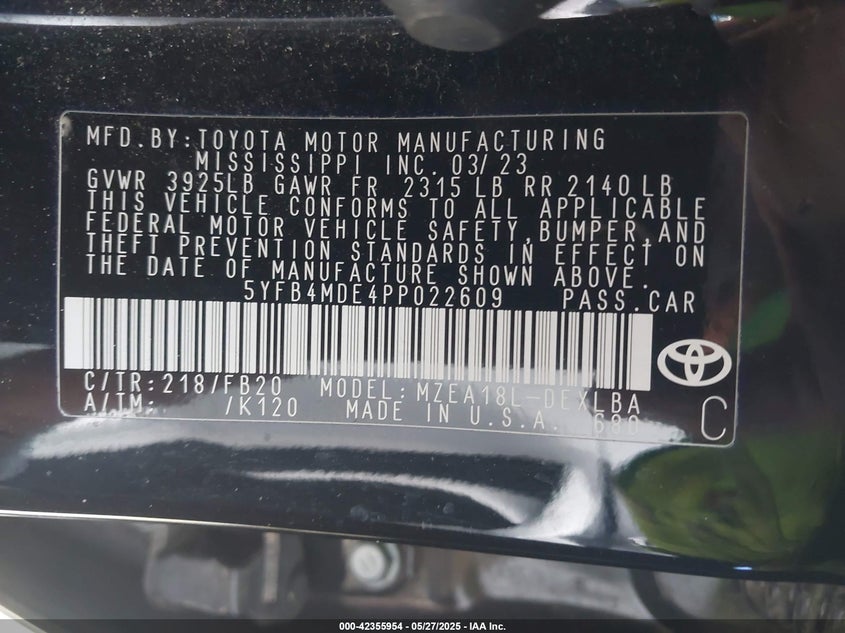 MFD.BY:TOYOTA MOTOR MANUFACTURING
MISSISSIPPI INC. 03/23
GVWR 3925LB GAWR FR 2315 LB RR 2140 LB
THIS VEHICLE CONFORMS TO ALL APPLICABLE
FEDERAL MOTOR VEHICLE SAFETY,BUMPER,AND
THEFT PREVENTION STANDARDS IN EFFECT ON
THE DATE OF MANUFACTURE SHOWN ABOVE.
5YFB4MDE4PP022609 PASS.CAR
C/TR:218/FB20 MODEL:MZEA18L-DEXLBA
A/TM: /K120 MADE IN U.S.A. 680 C
000-42355954 - 05/27/2025 - IAA Inc.